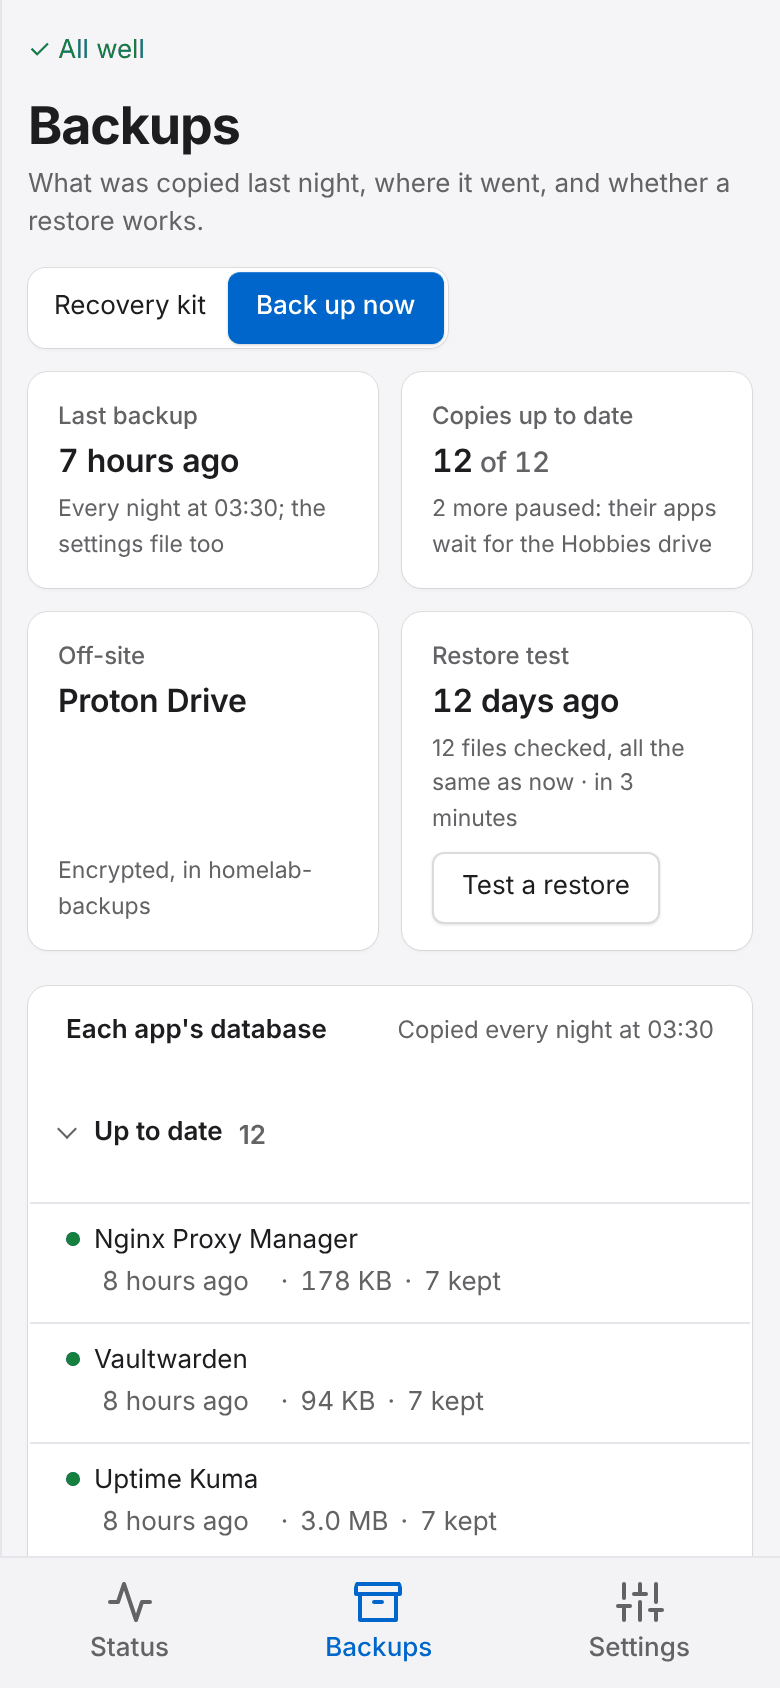 All well
Backups
What was copied last night, where it went, and whether a
restore works.
Recovery kit
Back up now
Last backup
7 hours ago
Every night at 03:30; the
settings file too
Copies up to date
12 of 12
2 more paused: their apps
wait for the Hobbies drive
Off-site
Proton Drive
Encrypted, in homelab-
backups
Restore test
12 days ago
12 files checked, all the
same as now · in 3
minutes
Test a restore
Each app's database
Copied every night at 03:30
Up to date 12
Nginx Proxy Manager
8 hours ago · 178 KB · 7 kept
Vaultwarden
8 hours ago · 94 KB · 7 kept
Uptime Kuma
8 hours ago · 3.0 MB · 7 kept
Status
Backups
Settings